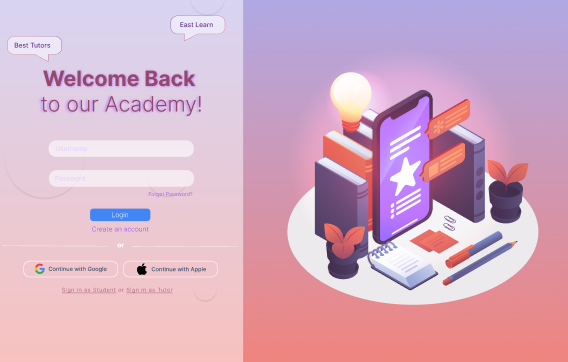 East Learn
Best Tutors
Welcome Back
to our Academy!
Username
Password
Forget Password?
Login
Create an account
or
Continue with Google
Continue with Apple
Sign in as Student or Sign in as Tutor